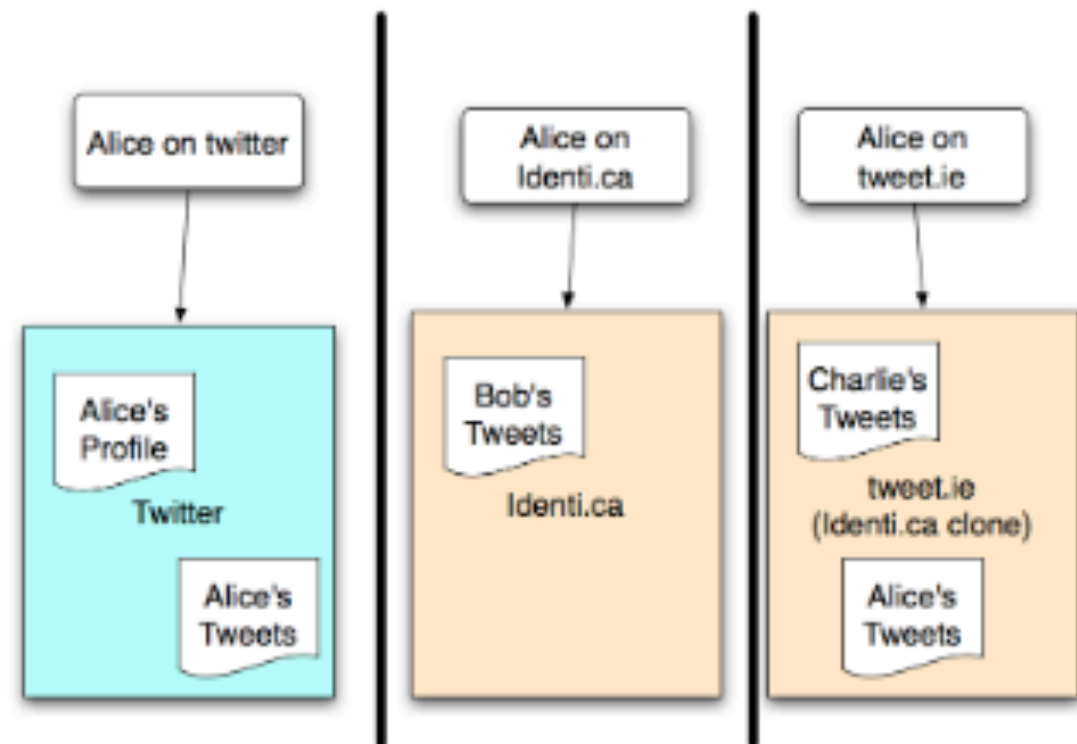 Alice on twitter
Alice's
Profile
Twitter
Alice's
Tweets
Alice on
Identi.ca
Bob's
Tweets
Identi.ca
Alice on
tweet.ie
Charlie's
Tweets
tweet.ie
(Identi.ca clone)
Alice's
Tweets